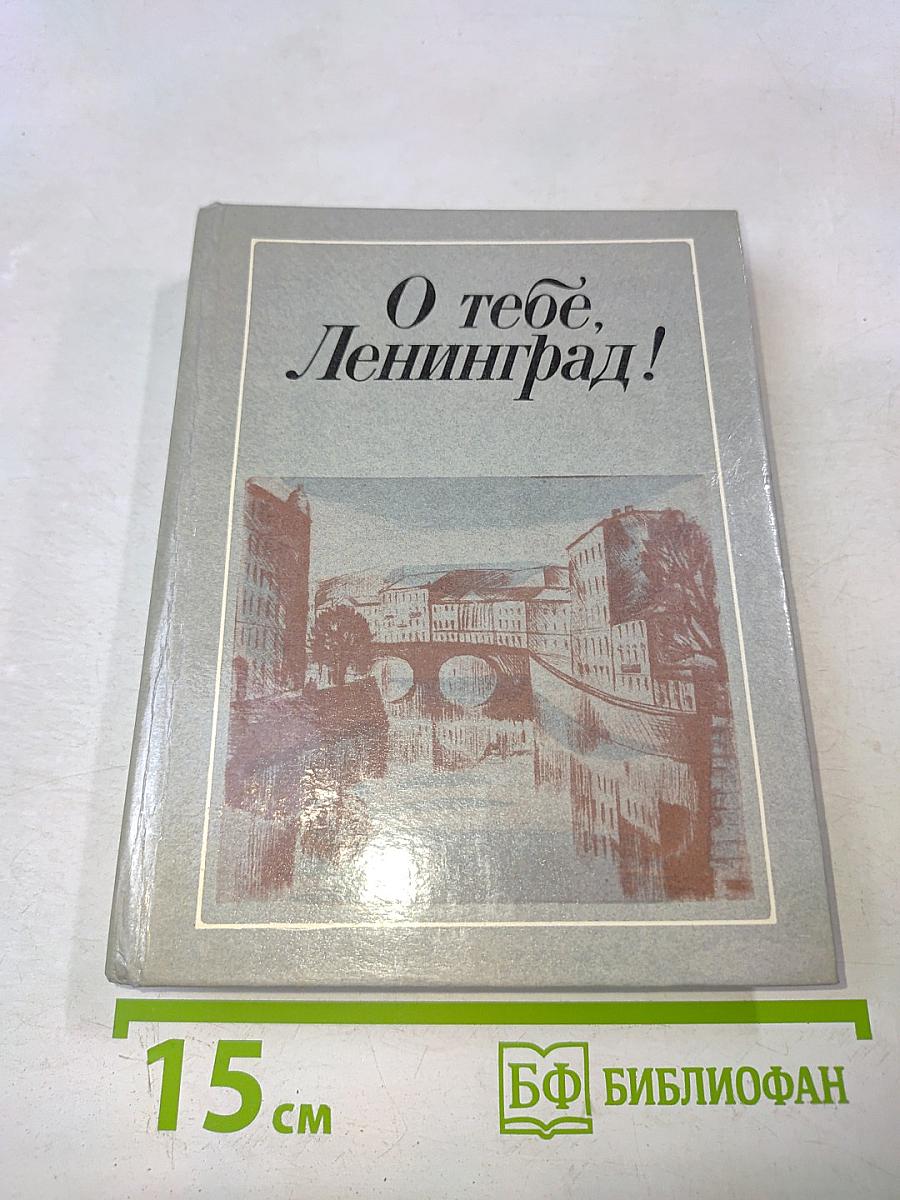 О тебе,
Ленинград!
15 см
БФ БИБЛИОФАН